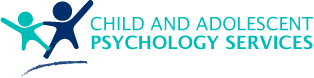 CHILD AND ADOLESCENT
PSYCHOLOGY SERVICES